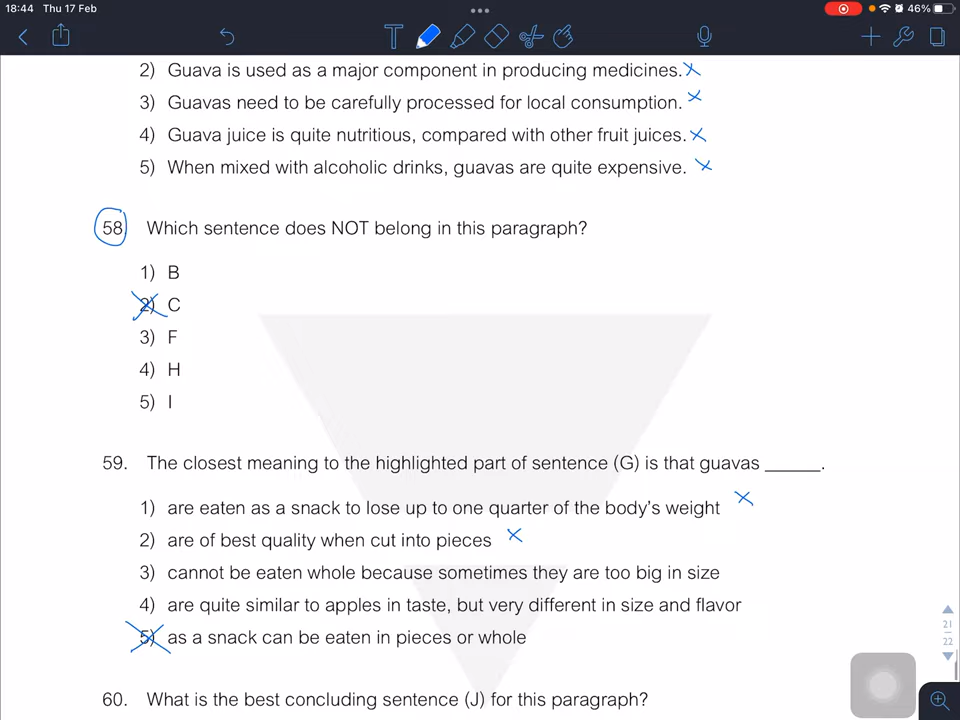 18:44 Thu 17 Feb 46%
T
2) Guava is used as a major component in producing medicines.
3) Guavas need to be carefully processed for local consumption.
4) Guava juice is quite nutritious, compared with other fruit juices.
5) When mixed with alcoholic drinks, guavas are quite expensive.
58 Which sentence does NOT belong in this paragraph?
1) B
2) C
3) F
4) H
5) I
59. The closest meaning to the highlighted part of sentence (G) is that guavas ______.
1) are eaten as a snack to lose up to one quarter of the body's weight
2) are of best quality when cut into pieces
3) cannot be eaten whole because sometimes they are too big in size
4) are quite similar to apples in taste, but very different in size and flavor
21
22
5) as a snack can be eaten in pieces or whole
60. What is the best concluding sentence (J) for this paragraph?